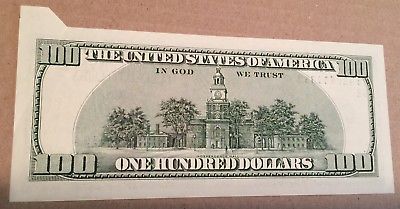 100 THE UNITED STATES OF AMERICA 100
IN GOD WE TRUST
100 ONE HUNDRED DOLLARS 100